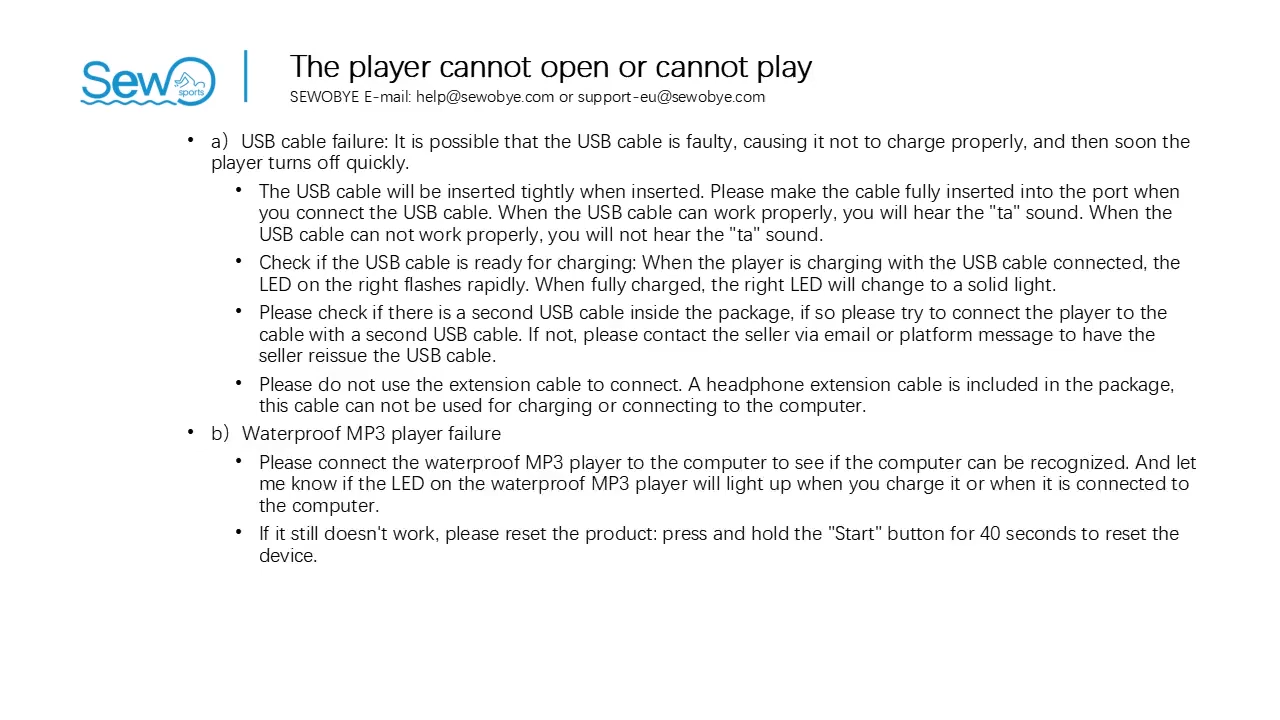 Sewo
sports
The player cannot open or cannot play
SEWOBYE E-mail: help@sewobye.com or support-eu@sewobye.com
• a）USB cable failure: It is possible that the USB cable is faulty, causing it not to charge properly, and then soon the
player turns off quickly.
• The USB cable will be inserted tightly when inserted. Please make the cable fully inserted into the port when
you connect the USB cable. When the USB cable can work properly, you will hear the "ta" sound. When the
USB cable can not work properly, you will not hear the "ta" sound.
• Check if the USB cable is ready for charging: When the player is charging with the USB cable connected, the
LED on the right flashes rapidly. When fully charged, the right LED will change to a solid light.
• Please check if there is a second USB cable inside the package, if so please try to connect the player to the
cable with a second USB cable. If not, please contact the seller via email or platform message to have the
seller reissue the USB cable.
• Please do not use the extension cable to connect. A headphone extension cable is included in the package,
this cable can not be used for charging or connecting to the computer.
• b）Waterproof MP3 player failure
• Please connect the waterproof MP3 player to the computer to see if the computer can be recognized. And let
me know if the LED on the waterproof MP3 player will light up when you charge it or when it is connected to
the computer.
• If it still doesn't work, please reset the product: press and hold the "Start" button for 40 seconds to reset the
device.